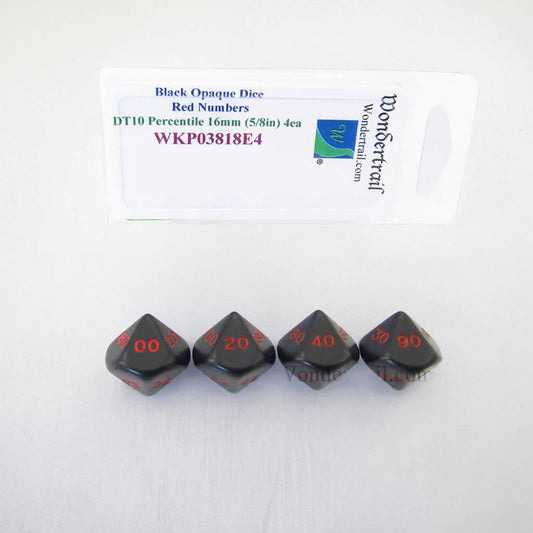 Black Opaque Dice
Red Numbers
DT10 Percentile 16mm (5/8in) 4ea
WKP03818E4
W
Wondertrail
Wondertrail.com
00
20
40
30
90